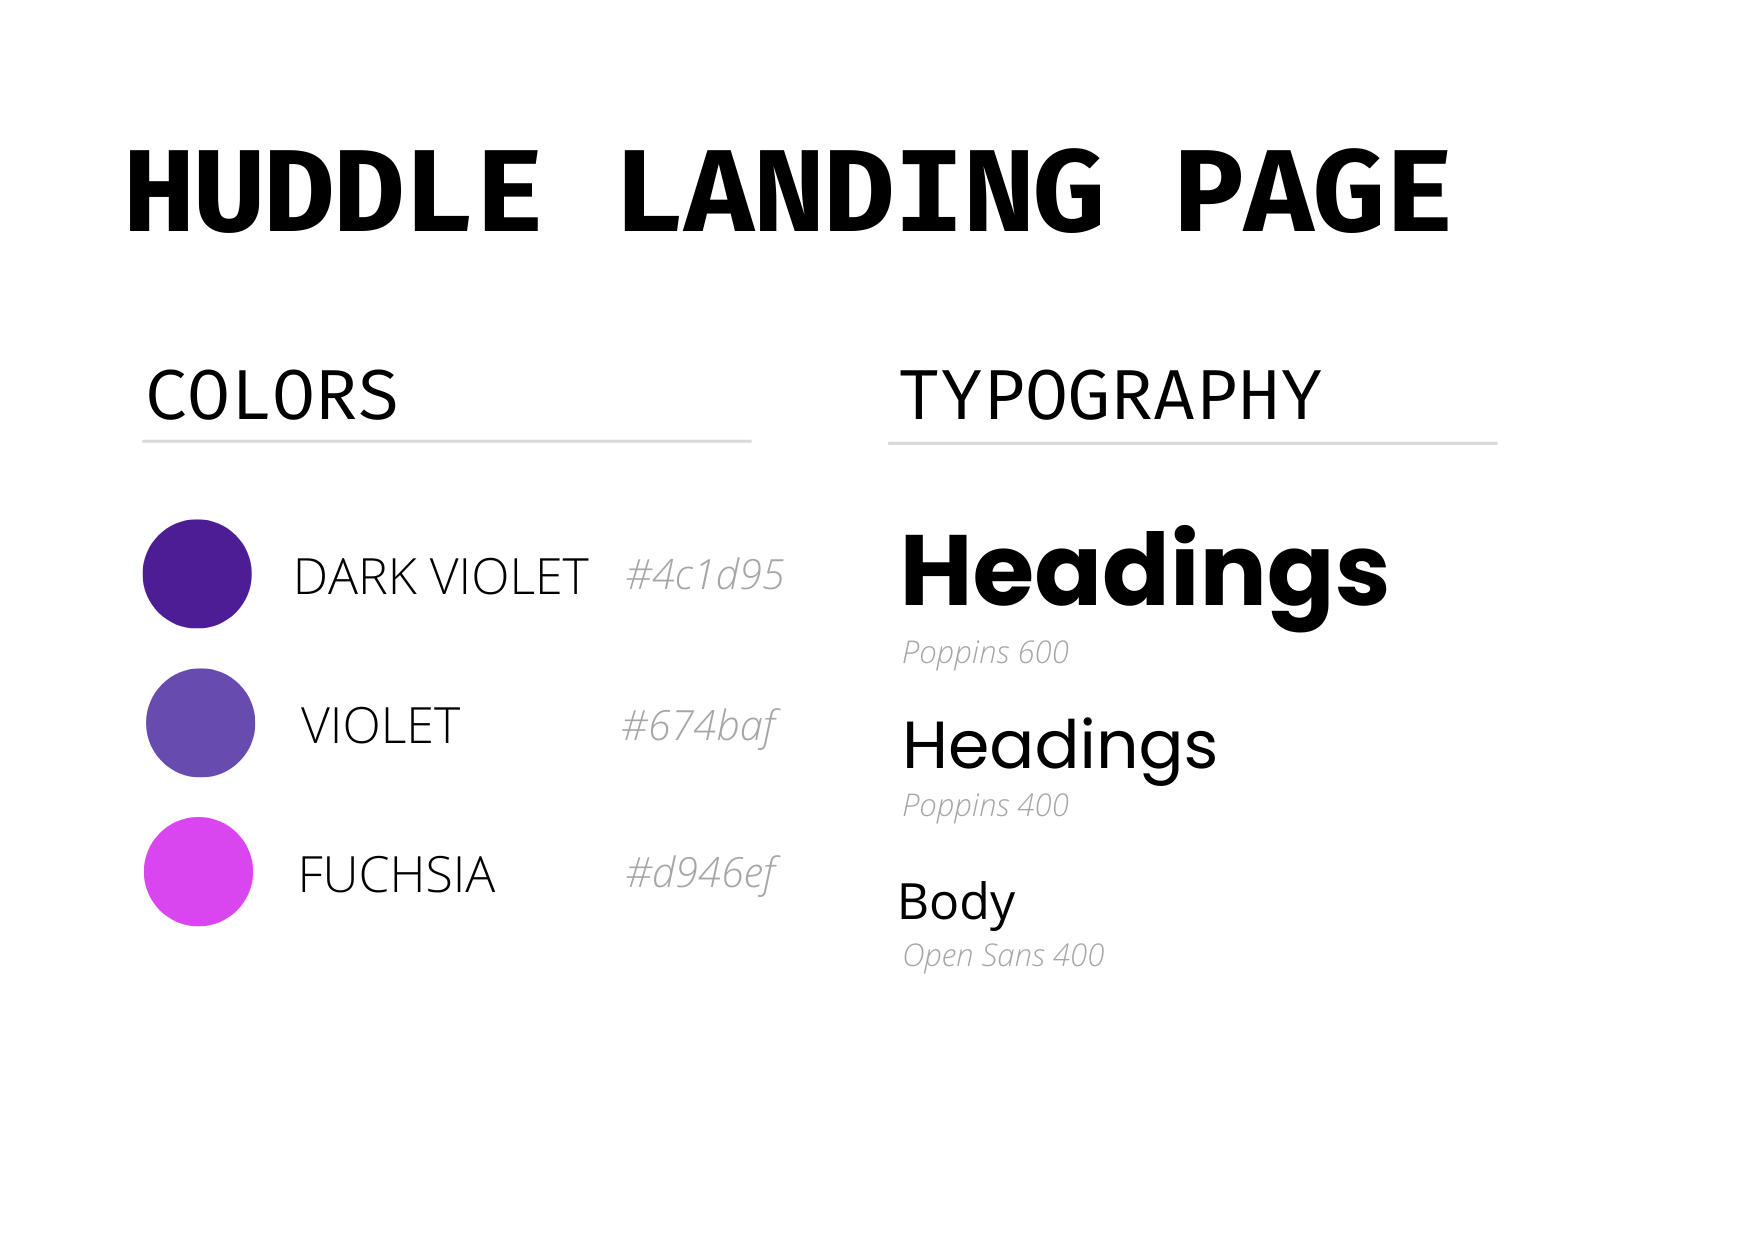 HUDDLE LANDING PAGE
COLORS
DARK VIOLET #4c1d95
VIOLET #674baf
FUCHSIA #d946ef
TYPOGRAPHY
Headings
Poppins 600
Headings
Poppins 400
Body
Open Sans 400